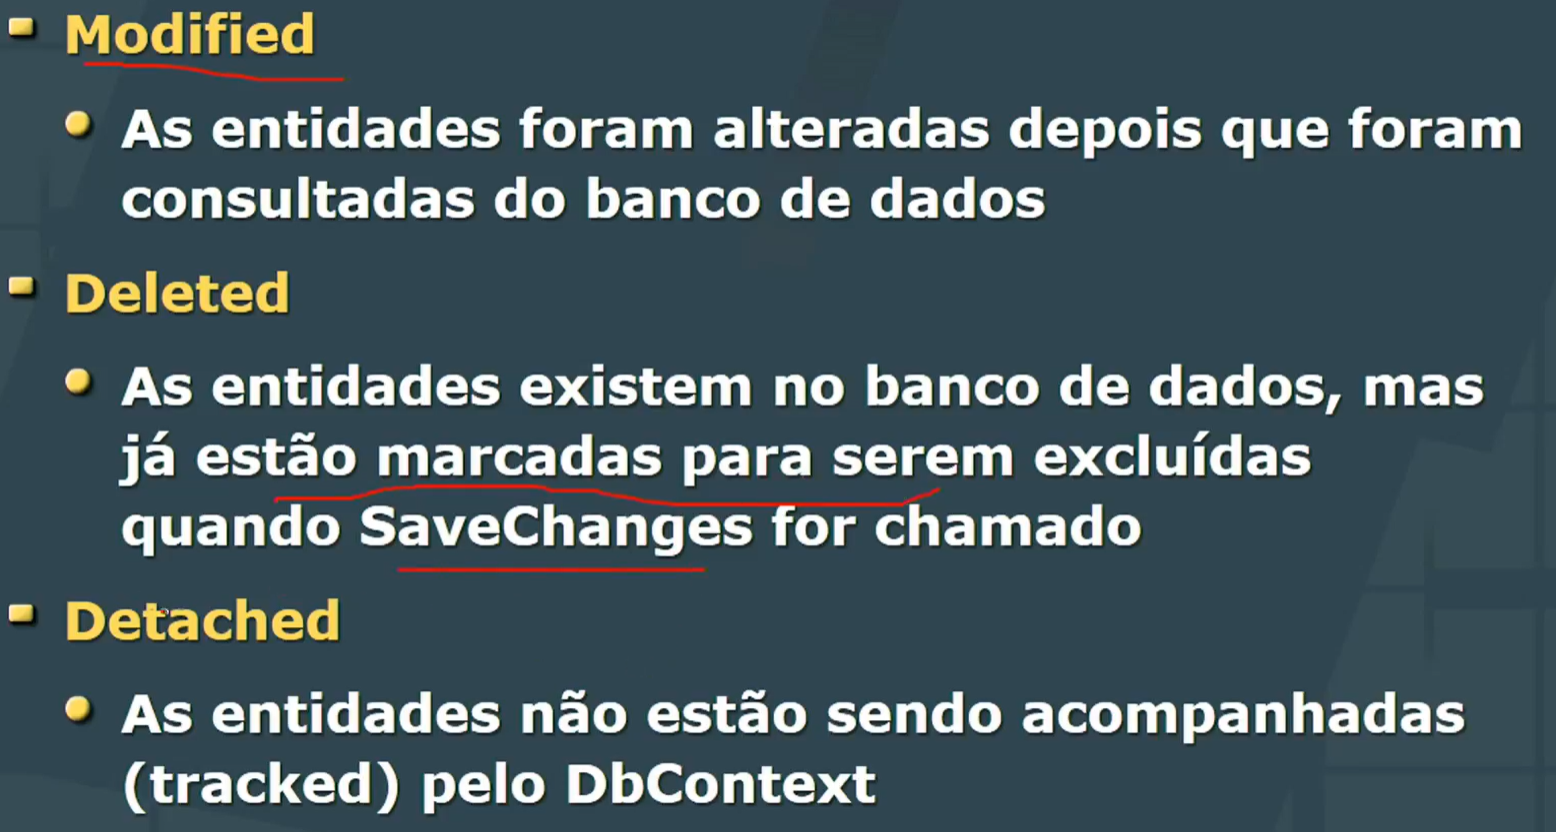 Modified
As entidades foram alteradas depois que foram
consultadas do banco de dados
Deleted
As entidades existem no banco de dados, mas
já estão marcadas para serem excluídas
quando SaveChanges for chamado
Detached
As entidades não estão sendo acompanhadas
(tracked) pelo DbContext